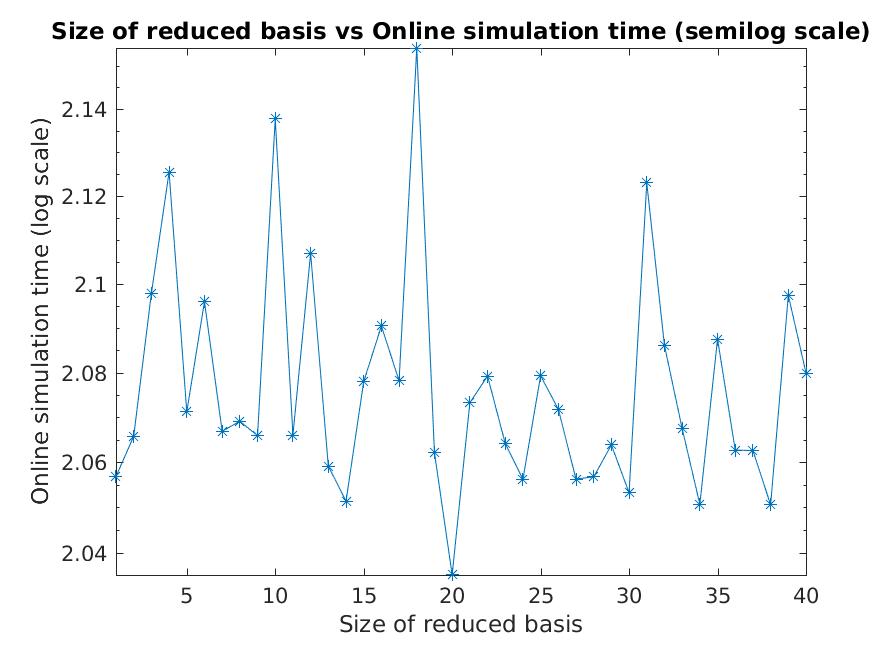 Size of reduced basis vs Online simulation time (semilog scale)
Online simulation time (log scale)
2.14
2.12
2.1
2.08
2.06
2.04
5 10 15 20 25 30 35 40
Size of reduced basis